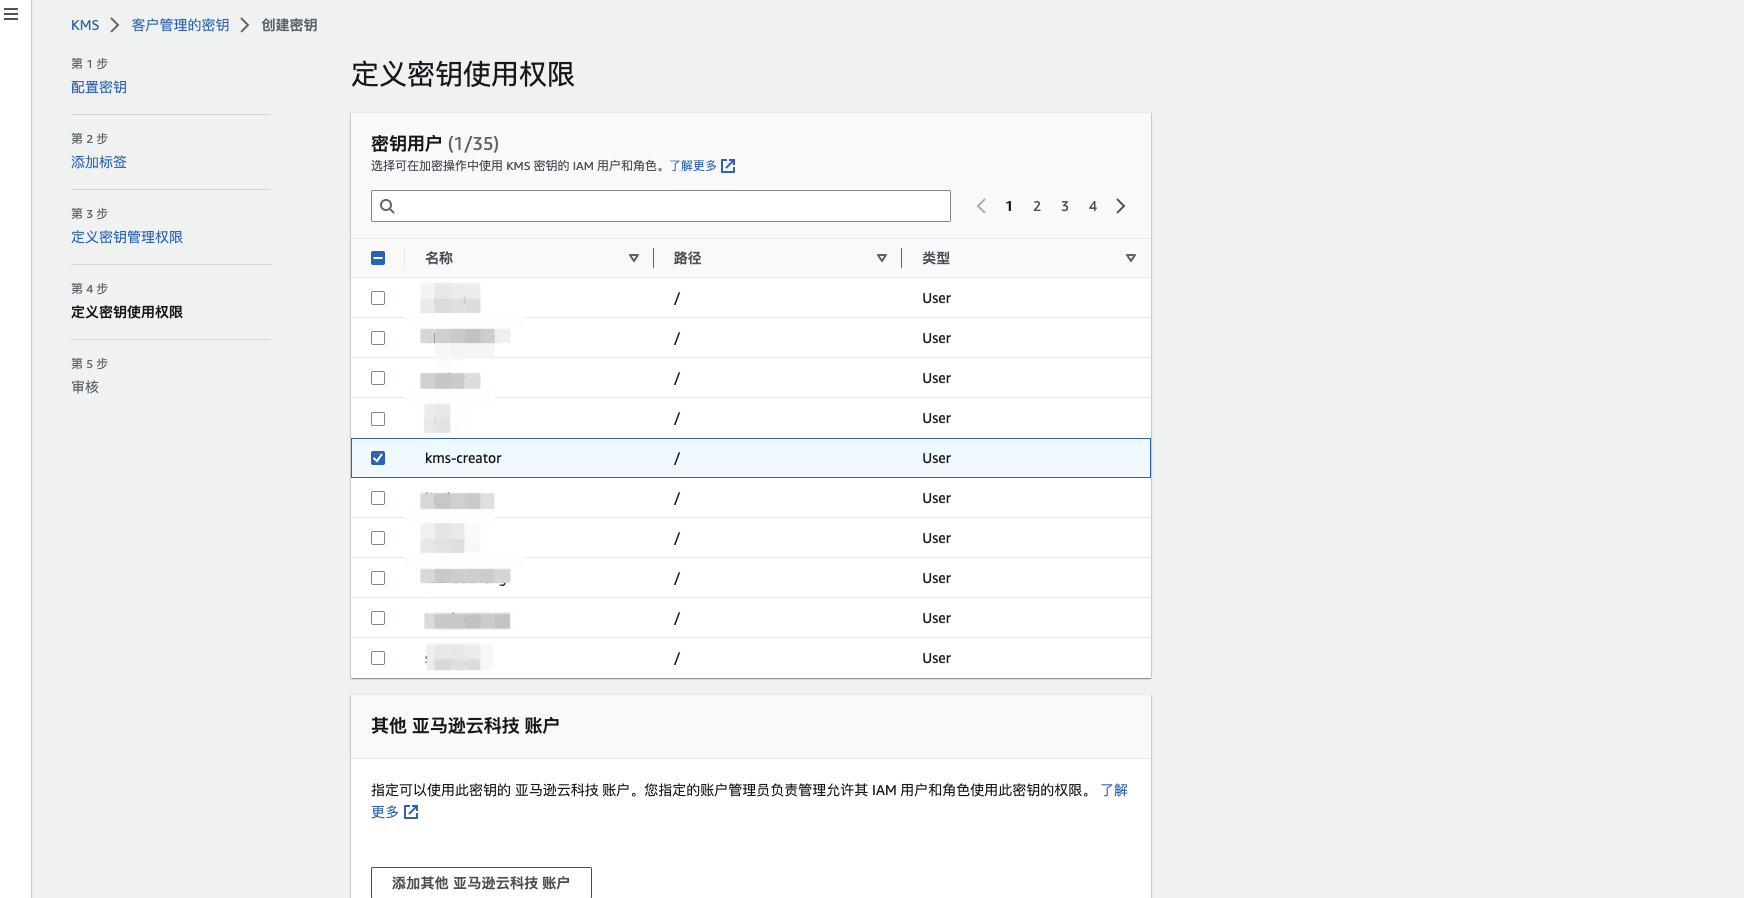 KMS
客户管理的密钥
创建密钥
第 1 步
配置密钥
第 2 步
添加标签
第 3 步
定义密钥管理权限
第 4 步
定义密钥使用权限
第 5 步
审核
定义密钥使用权限
密钥用户 (1/35)
选择可在加密操作中使用 KMS 密钥的 IAM 用户和角色。了解更多
1 2 3 4
名称 路径 类型
/ User
/ User
/ User
/ User
kms-creator / User
/ User
/ User
/ User
/ User
/ User
其他 亚马逊云科技 账户
指定可以使用此密钥的 亚马逊云科技 账户。您指定的账户管理员负责管理允许其 IAM 用户和角色使用此密钥的权限。 了解
更多
添加其他 亚马逊云科技 账户